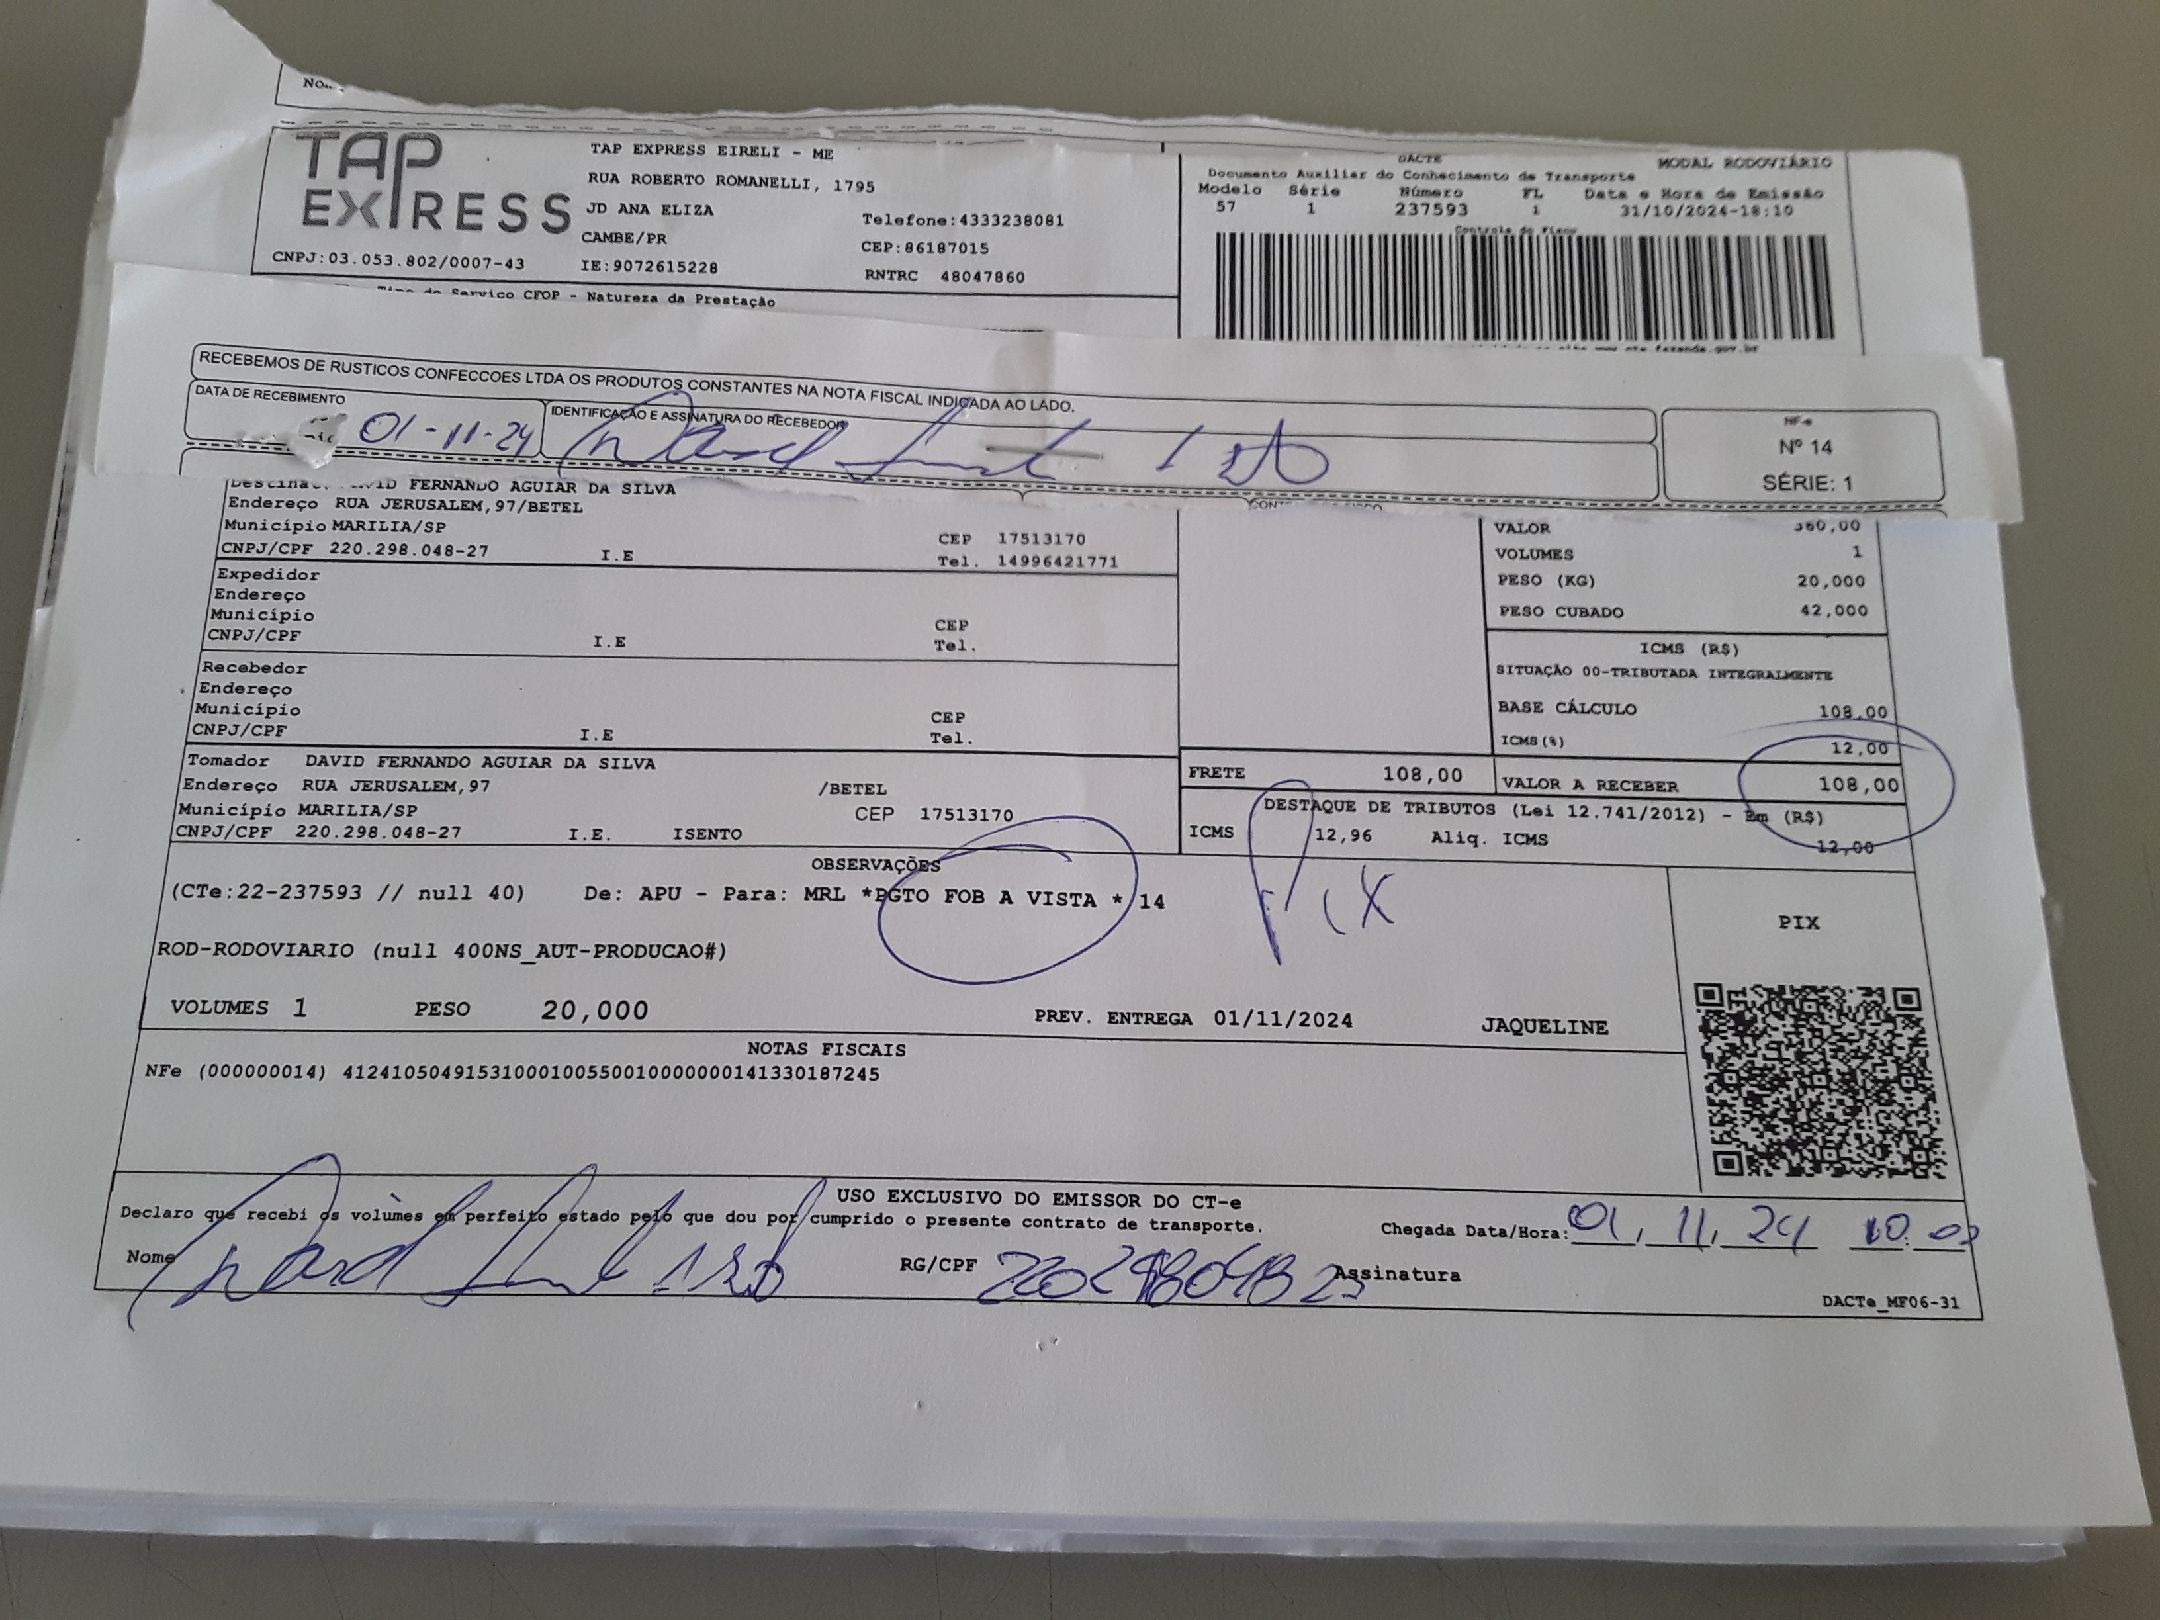 TAP EXPRESS
TAP EXPRESS EIRELI - ME
RUA ROBERTO ROMANELLI, 1795
JD ANA ELIZA
CAMBE/PR
Telefone:4333238081
CEP:86187015
CNPJ:03.053.802/0007-43
IE:9072615228
RNTRC 48047860
DACTE
MODAL RODOVIÁRIO
Documento Auxiliar do Conhecimento de Transporte
Modelo Série Número FL Data e Hora de Emissão
57 1 237593 1 31/10/2024-18:10
Controle do Fisco
Tipo do Serviço CFOP - Natureza da Prestação
RECEBEMOS DE RUSTICOS CONFECCOES LTDA OS PRODUTOS CONSTANTES NA NOTA FISCAL INDICADA AO LADO.
DATA DE RECEBIMENTO
01-11-24
IDENTIFICAÇÃO E ASSINATURA DO RECEBEDOR
NF-e
Nº 14
SÉRIE: 1
FERNANDO AGUIAR DA SILVA
Endereço RUA JERUSALEM,97/BETEL
Município MARILIA/SP
CEP 17513170
CNPJ/CPF 220.298.048-27 I.E
Tel. 14996421771
Expedidor
Endereço
Município
CEP
CNPJ/CPF I.E
Tel.
Recebedor
Endereço
Município
CEP
CNPJ/CPF I.E
Tel.
Tomador DAVID FERNANDO AGUIAR DA SILVA
Endereço RUA JERUSALEM,97 /BETEL
Município MARILIA/SP
CEP 17513170
CNPJ/CPF 220.298.048-27 I.E. ISENTO
VALOR 360,00
VOLUMES 1
PESO (KG) 20,000
PESO CUBADO 42,000
ICMS (R$)
SITUAÇÃO 00-TRIBUTADA INTEGRALMENTE
BASE CÁLCULO 108,00
ICMS(%) 12,00
FRETE 108,00
VALOR A RECEBER 108,00
DESTAQUE DE TRIBUTOS (Lei 12.741/2012) - Em (R$)
ICMS 12,96 Aliq. ICMS 12,00
OBSERVAÇÕES
(CTe:22-237593 // null 40) De: APU - Para: MRL *PGTO FOB A VISTA * 14
Pix
ROD-RODOVIARIO (null 400NS_AUT-PRODUCAO#)
VOLUMES 1 PESO 20,000
PREV. ENTREGA 01/11/2024 JAQUELINE
PIX
NOTAS FISCAIS
NFe (000000014) 41241050491531000100550010000000141330187245
USO EXCLUSIVO DO EMISSOR DO CT-e
Declaro que recebi os volumes em perfeito estado pelo que dou por cumprido o presente contrato de transporte.
Chegada Data/Hora: 01, 11, 24
Nome
RG/CPF
Assinatura
DACTe_MF06-31